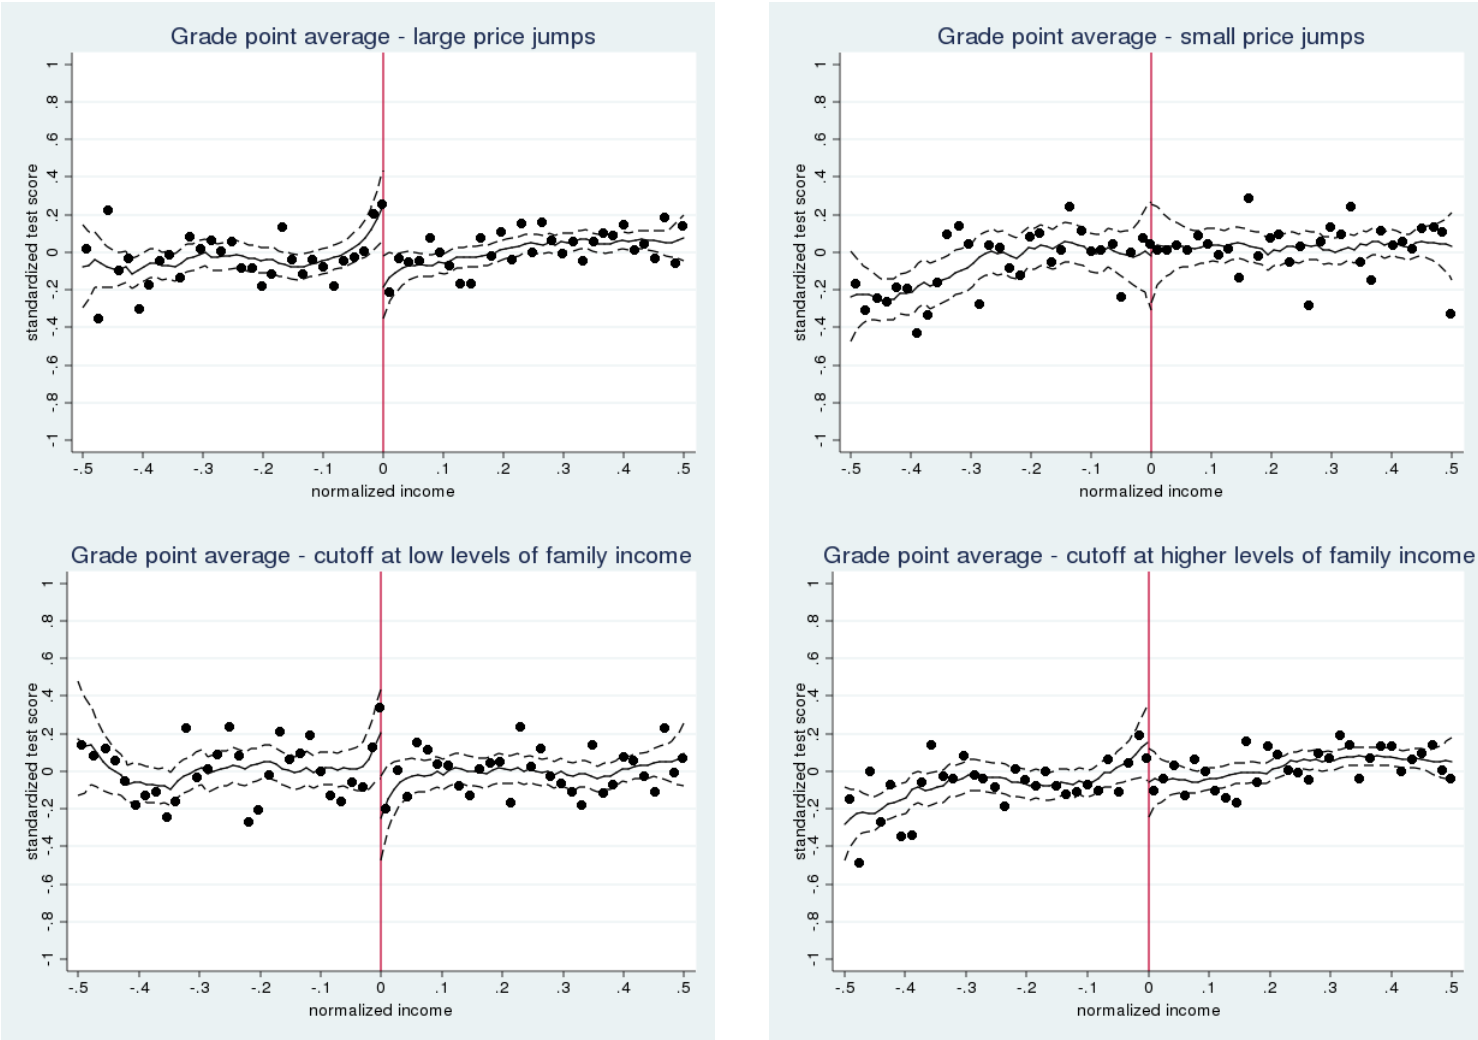 Grade point average - large price jumps
standardized test score
1
.8
.6
.4
.2
0
-.2
-.4
-.6
-.8
-1
-.5 -.4 -.3 -.2 -.1 0 .1 .2 .3 .4 .5
normalized income
Grade point average - small price jumps
standardized test score
1
.8
.6
.4
.2
0
-.2
-.4
-.6
-.8
-1
-.5 -.4 -.3 -.2 -.1 0 .1 .2 .3 .4 .5
normalized income
Grade point average - cutoff at low levels of family income
standardized test score
1
.8
.6
.4
.2
0
-.2
-.4
-.6
-.8
-1
-.5 -.4 -.3 -.2 -.1 0 .1 .2 .3 .4 .5
normalized income
Grade point average - cutoff at higher levels of family income
standardized test score
1
.8
.6
.4
.2
0
-.2
-.4
-.6
-.8
-1
-.5 -.4 -.3 -.2 -.1 0 .1 .2 .3 .4 .5
normalized income